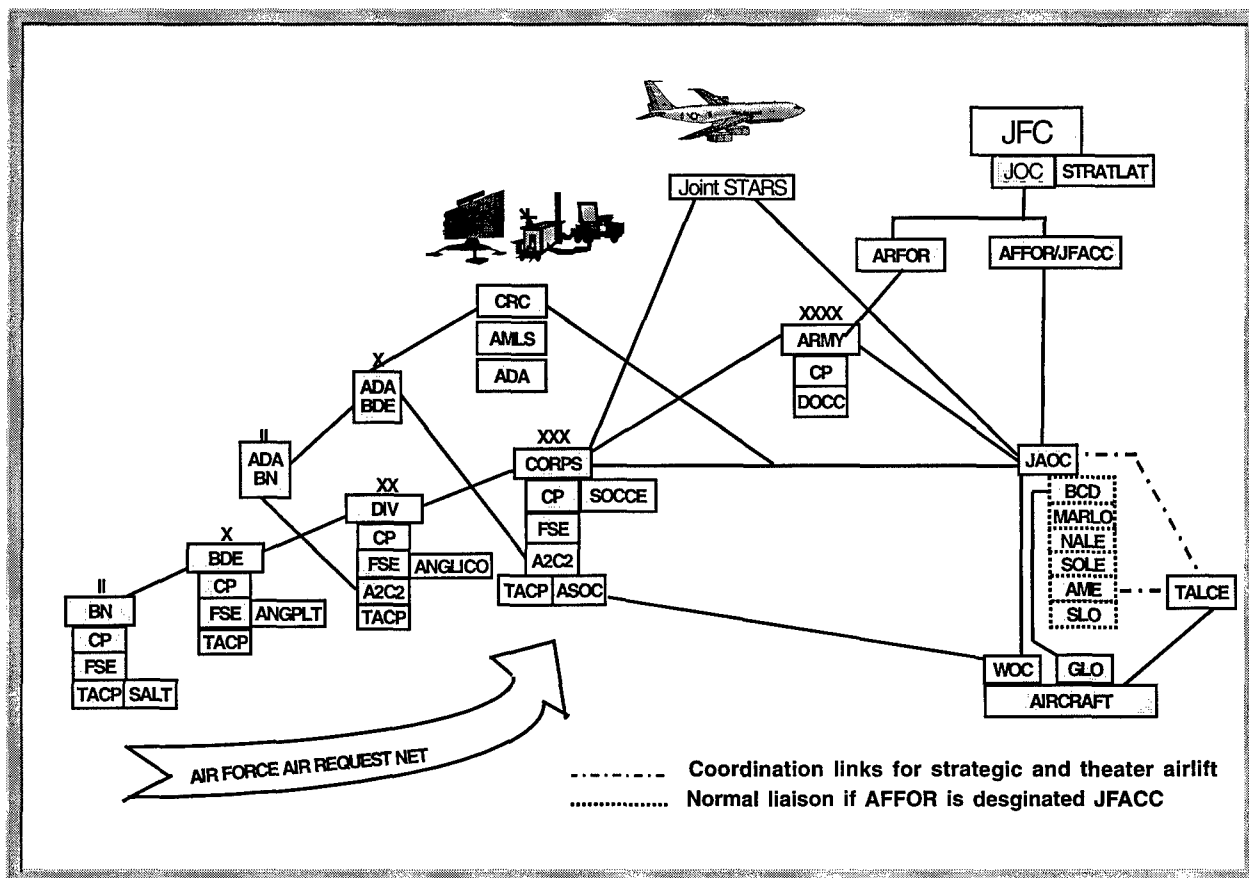 JFC
JOC STRATLAT
Joint STARS
ARFOR
AFFOR/JFACC
CRC
AMLS
ADA
XXXX
ARMY
CP
DOCC
X
ADA
BDE
II
ADA
BN
XXX
CORPS
CP SOCCE
FSE
A2C2
TACP ASOC
XX
DIV
CP
FSE ANGLICO
A2C2
TACP
X
BDE
CP
FSE ANGPLT
TACP
II
BN
CP
FSE
TACP SALT
JAOC
BCD
MARLO
NALE
SOLE
AME
SLO
TALCE
WOC
GLO
AIRCRAFT
AIR FORCE AIR REQUEST NET
Coordination links for strategic and theater airlift
Normal liaison if AFFOR is desginated JFACC